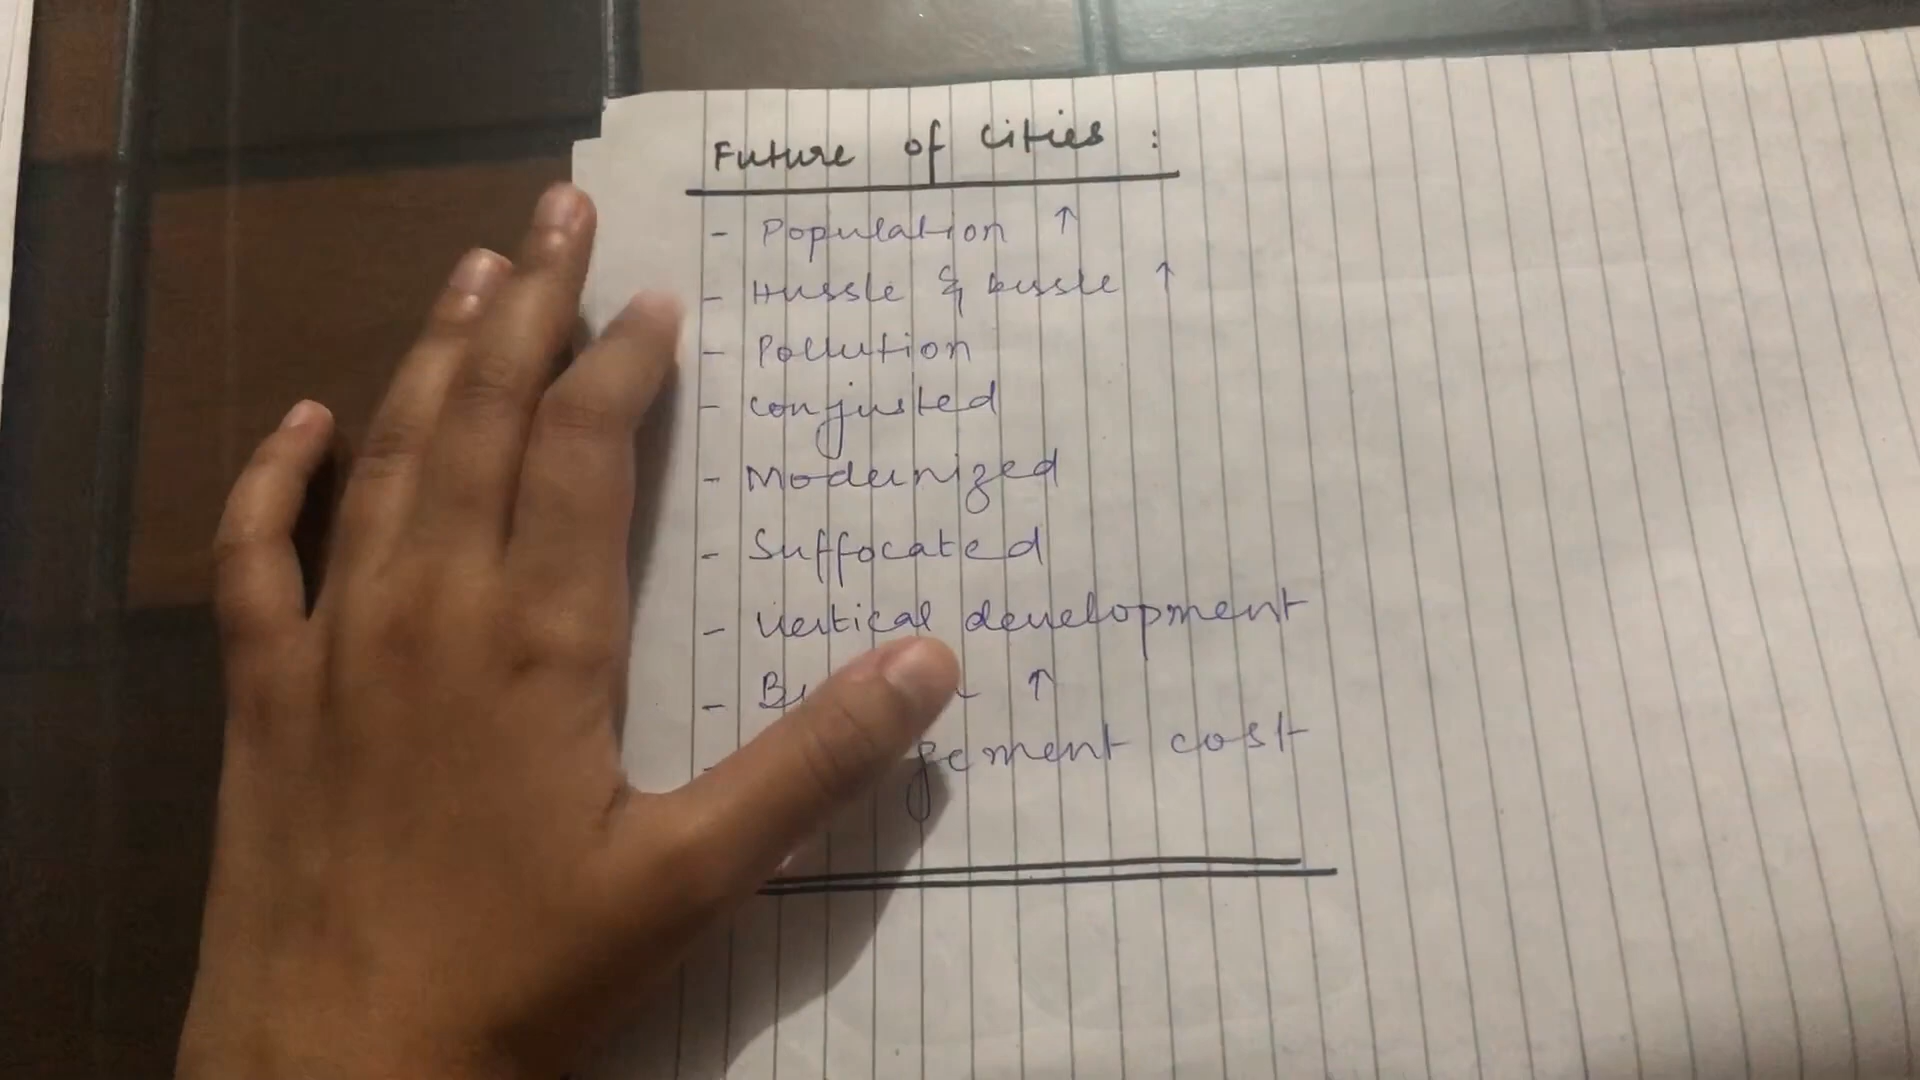 Future of cities :
- Population ↑
- Hussle & bussle ↑
- Pollution
- conjusted
- Modernized
- Suffocated
- Vertical development
- ↑
- cost